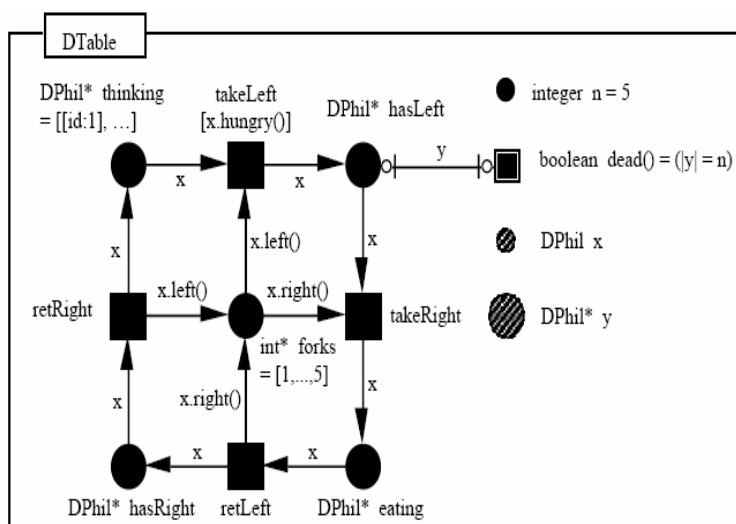 DTable
DPhil* thinking
= [[id:1], ...]
takeLeft
[x.hungry()]
DPhil* hasLeft
integer n = 5
y
boolean dead() = (|y| = n)
x
x
x
x.left()
x
DPhil x
x.left()
x.right()
retRight
takeRight
DPhil* y
int* forks
= [1,...,5]
x
x.right()
x
x
x
DPhil* hasRight
retLeft
DPhil* eating